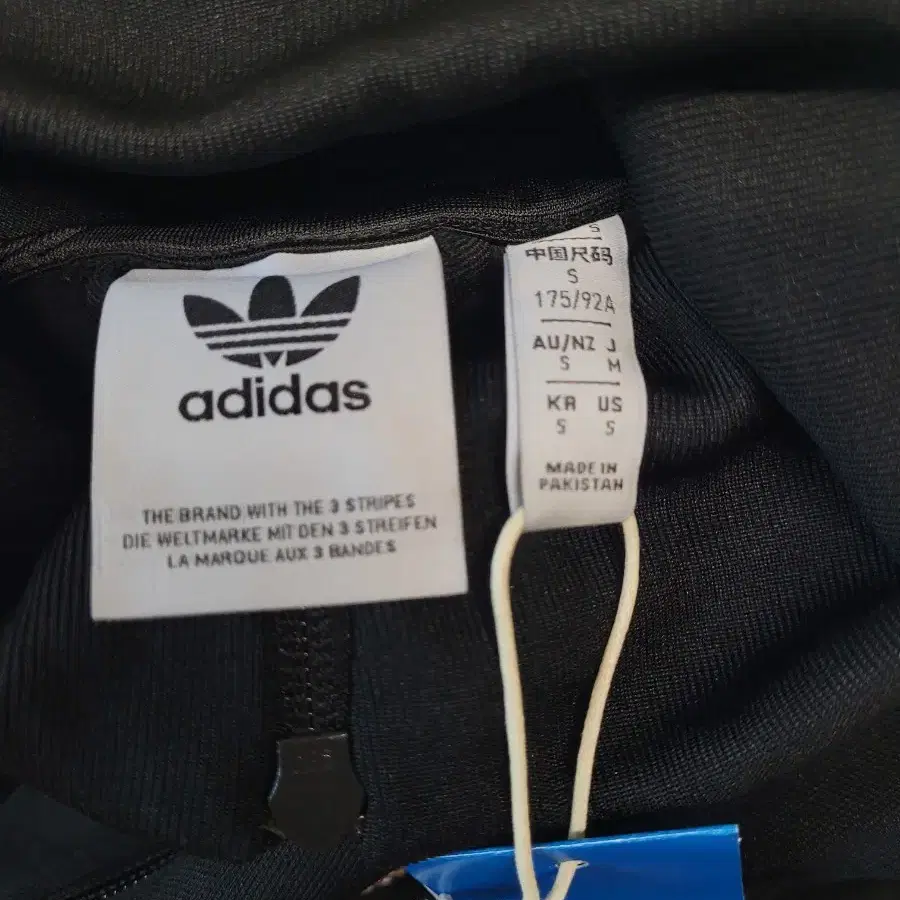 adidas
THE BRAND WITH THE 3 STRIPES
DIE WELTMARKE MIT DEN 3 STREIFEN
LA MARQUE AUX 3 BANDES
S
中国尺码
S
175/92A
AU/NZ J
S M
KR US
S S
MADE IN
PAKISTAN